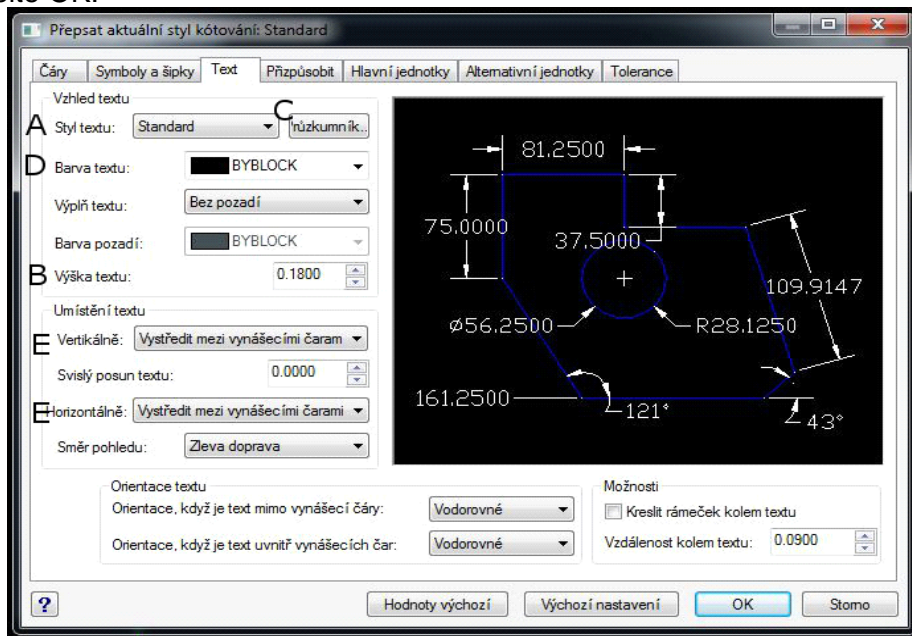 Přepsat aktuální styl kótování: Standard
Čáry Symboly a šipky Text Přizpůsobit Hlavní jednotky Alternativní jednotky Tolerance
Vzhled textu
A Styl textu: Standard C 'růzkumník..
D Barva textu: BYBLOCK
Výplň textu: Bez pozadí
Barva pozadí: BYBLOCK
B Výška textu: 0.1800
Umístění textu
E Vertikálně: Vystředit mezi vynášecími čaram
Svislý posun textu: 0.0000
E Horizontálně: Vystředit mezi vynášecími čarami
Směr pohledu: Zleva doprava
81.2500
75.0000
37.5000
109.9147
ø56.2500
R28.1250
161.2500
121°
43°
Orientace textu
Orientace, když je text mimo vynášecí čáry: Vodorovné
Orientace, když je text uvnitř vynášecích čar: Vodorovné
Možnosti
Kreslit rámeček kolem textu
Vzdálenost kolem textu: 0.0900
? Hodnoty výchozí Výchozí nastavení OK Storno